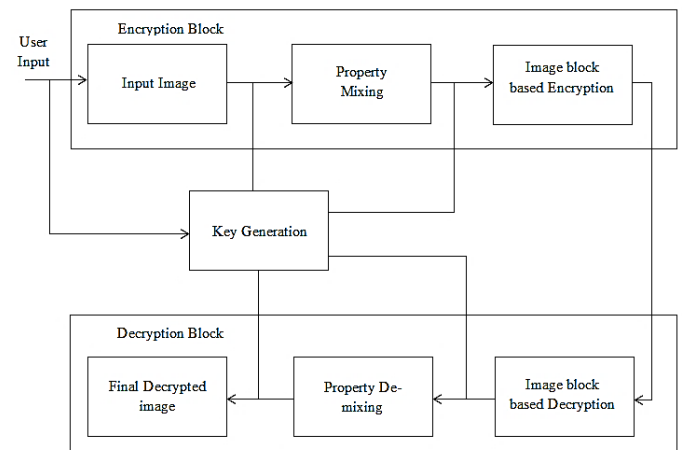 Encryption Block
User
Input
Input Image
Property
Mixing
Image block
based Encryption
Key Generation
Decryption Block
Final Decrypted
image
Property De-
mixing
Image block
based Decryption